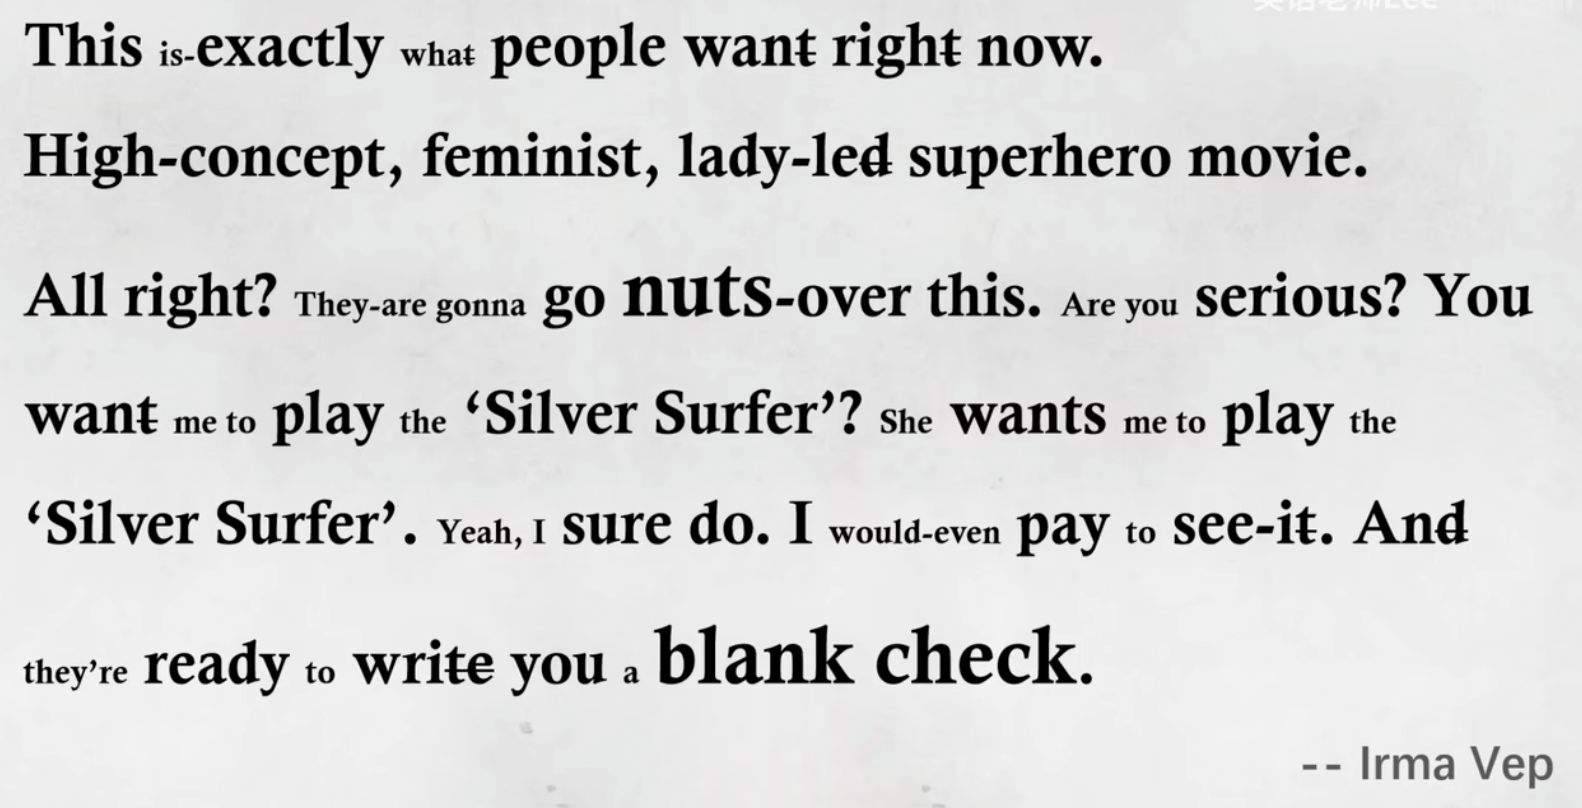 This is-exactly what people want right now.
High-concept, feminist, lady-led superhero movie.
All right? They-are gonna go nuts-over this. Are you serious? You
want me to play the ‘Silver Surfer’? She wants me to play the
‘Silver Surfer’. Yeah, I sure do. I would-even pay to see-it. And
they’re ready to write you a blank check.
-- Irma Vep